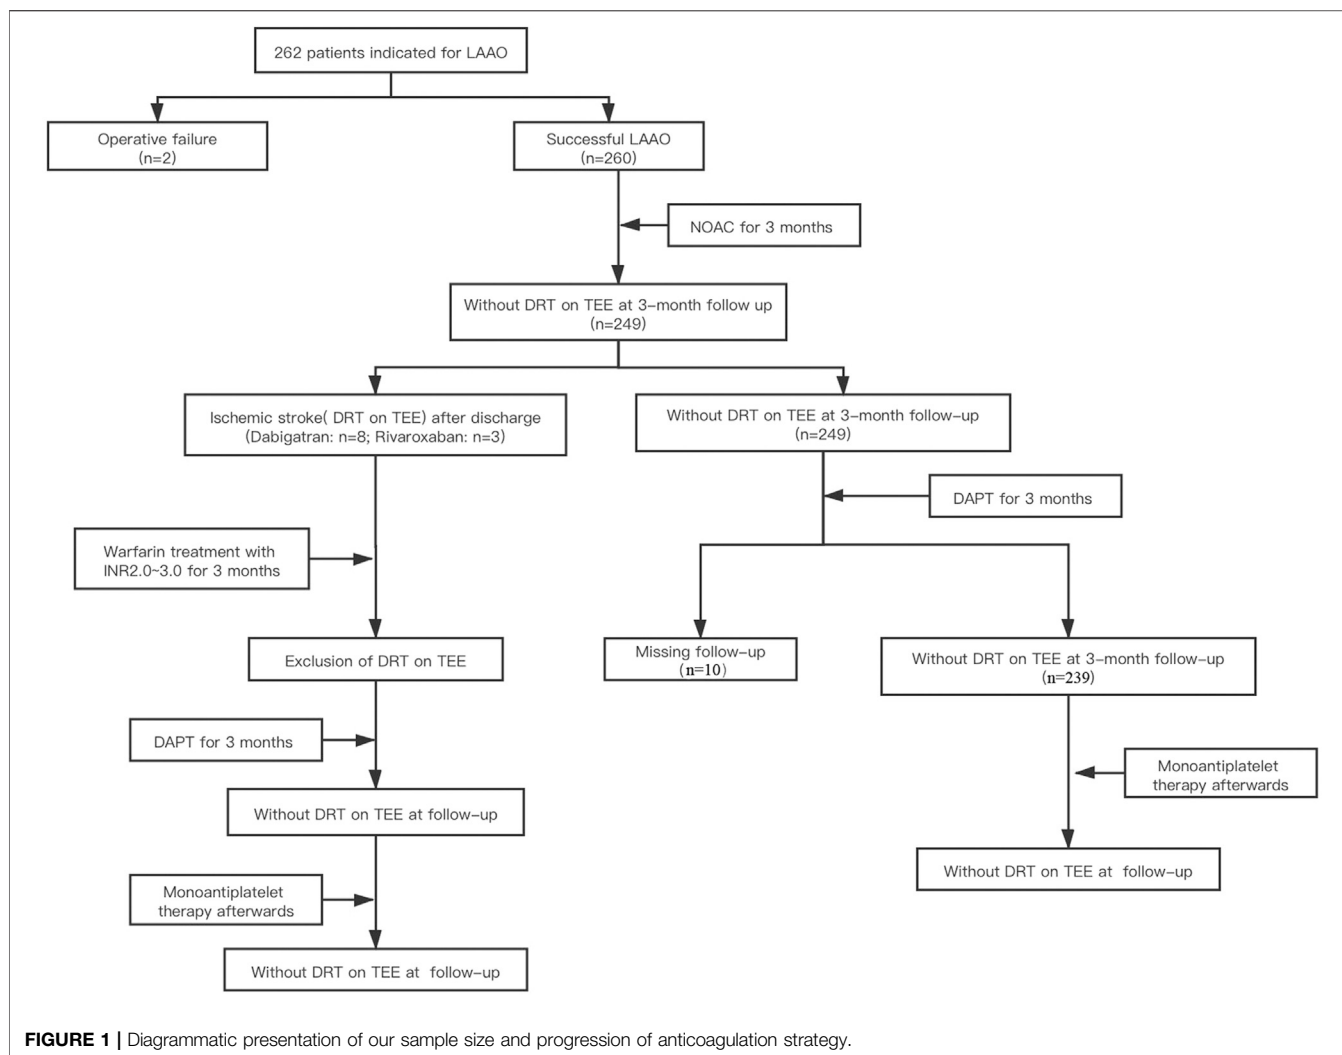 262 patients indicated for LAAO
Operative failure
(n=2)
Successful LAAO
(n=260)
NOAC for 3 months
Without DRT on TEE at 3-month follow up
(n=249)
Ischemic stroke( DRT on TEE) after discharge
(Dabigatran: n=8; Rivaroxaban: n=3)
Without DRT on TEE at 3-month follow-up
(n=249)
DAPT for 3 months
Warfarin treatment with
INR2.0~3.0 for 3 months
Exclusion of DRT on TEE
Missing follow-up
(n=10)
Without DRT on TEE at 3-month follow-up
(n=239)
DAPT for 3 months
Monoantiplatelet
therapy afterwards
Without DRT on TEE at follow-up
Without DRT on TEE at follow-up
Monoantiplatelet
therapy afterwards
Without DRT on TEE at follow-up
FIGURE 1 | Diagrammatic presentation of our sample size and progression of anticoagulation strategy.